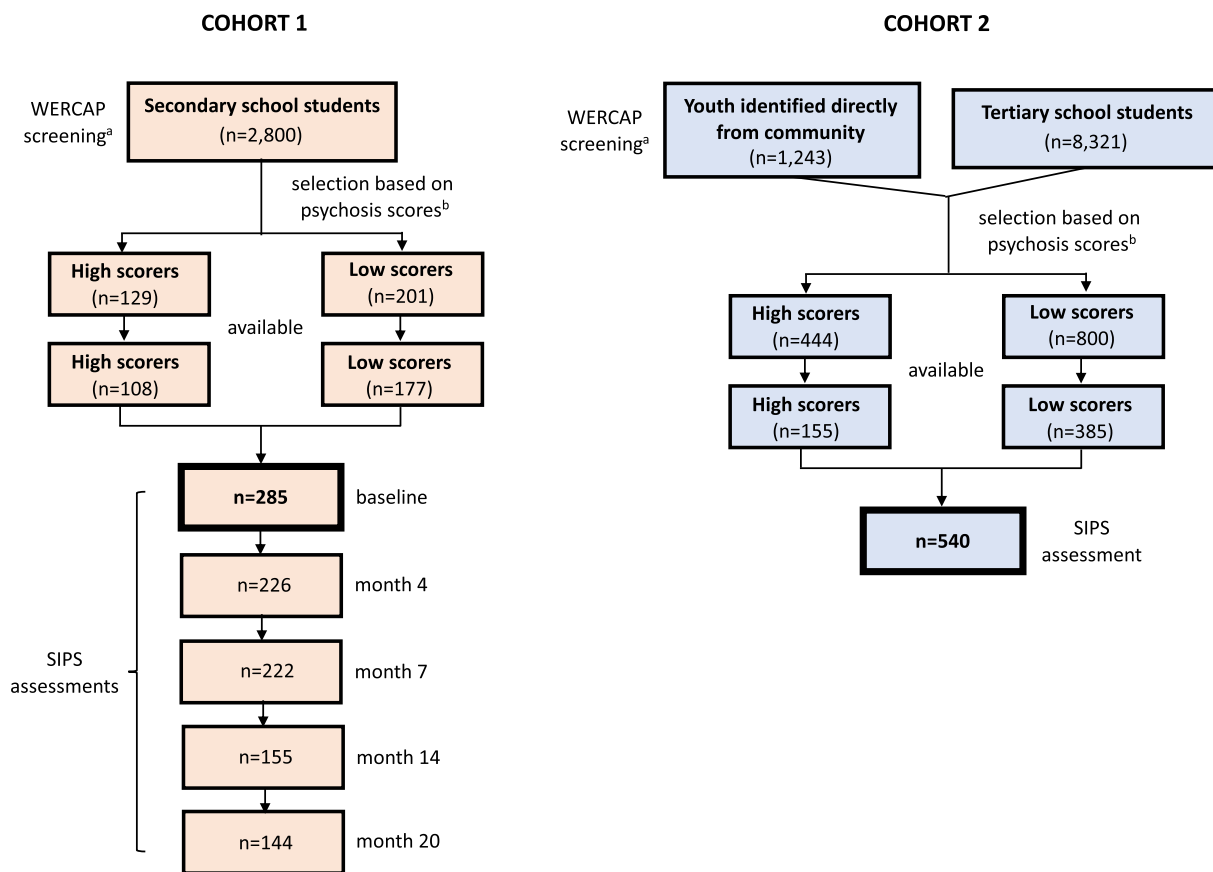 COHORT 1
WERCAP
screeningᵃ
Secondary school students
(n=2,800)
selection based on
psychosis scoresᵇ
High scorers
(n=129)
Low scorers
(n=201)
available
High scorers
(n=108)
Low scorers
(n=177)
n=285
baseline
n=226
month 4
n=222
month 7
SIPS
assessments
n=155
month 14
n=144
month 20
COHORT 2
WERCAP
screeningᵃ
Youth identified directly
from community
(n=1,243)
Tertiary school students
(n=8,321)
selection based on
psychosis scoresᵇ
High scorers
(n=444)
Low scorers
(n=800)
available
High scorers
(n=155)
Low scorers
(n=385)
n=540
SIPS
assessment